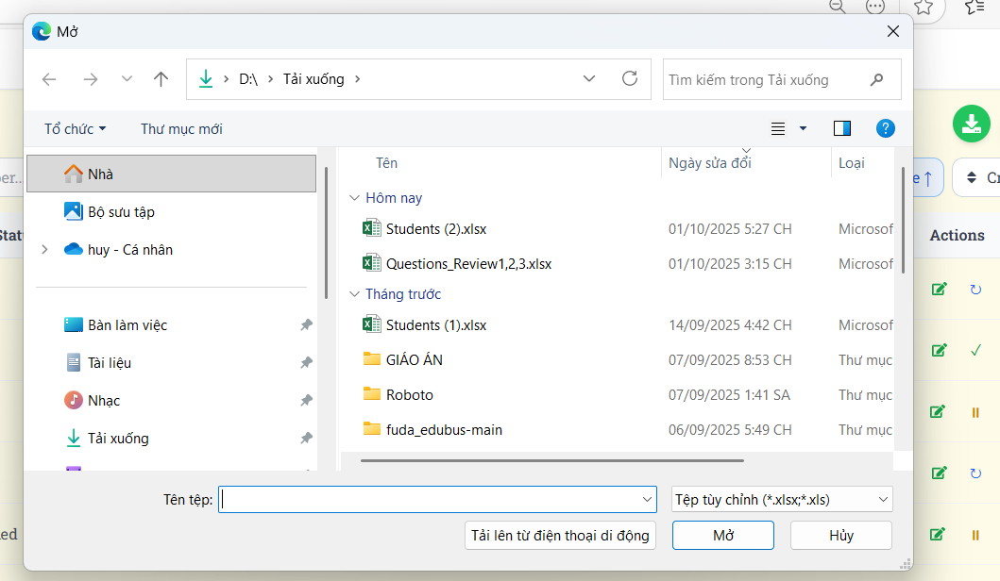 Mở
D:\ Tải xuống
Tìm kiếm trong Tải xuống
Tổ chức Thư mục mới
Nhà
Bộ sưu tập
huy - Cá nhân
Bàn làm việc
Tài liệu
Nhạc
Tải xuống
Tên Ngày sửa đổi Loại
Hôm nay
Students (2).xlsx 01/10/2025 5:27 CH Microsof
Questions_Review1,2,3.xlsx 01/10/2025 3:15 CH Microsof
Tháng trước
Students (1).xlsx 14/09/2025 4:42 CH Microsof
GIÁO ÁN 07/09/2025 8:53 CH Thư mục
Roboto 07/09/2025 1:41 SA Thư mục
fuda_edubus-main 06/09/2025 5:49 CH Thư mục
Tên tệp: Tệp tùy chỉnh (*.xlsx;*.xls)
Tải lên từ điện thoại di động Mở Hủy
per...
e ↑ Cr
Stat
Actions
ed